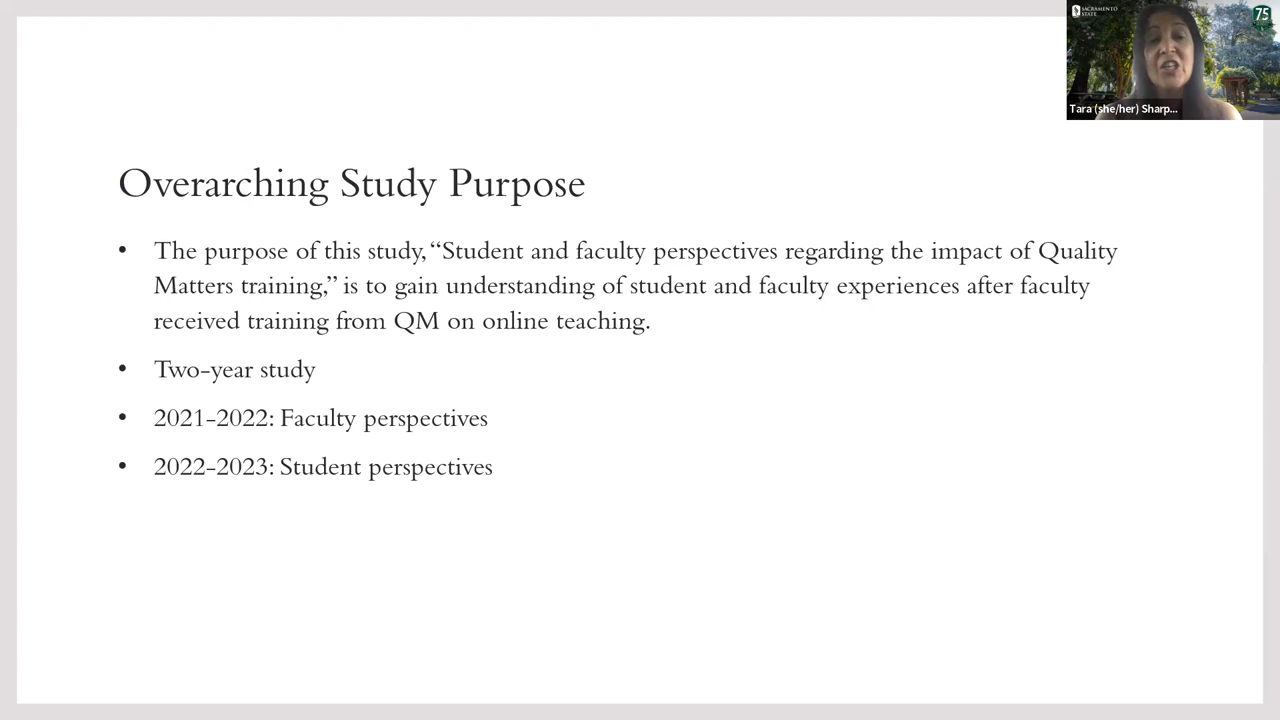 SACRAMENTO
STATE
75
Tara (she/her) Sharp...
Overarching Study Purpose
• The purpose of this study, “Student and faculty perspectives regarding the impact of Quality
Matters training,” is to gain understanding of student and faculty experiences after faculty
received training from QM on online teaching.
• Two-year study
• 2021-2022: Faculty perspectives
• 2022-2023: Student perspectives